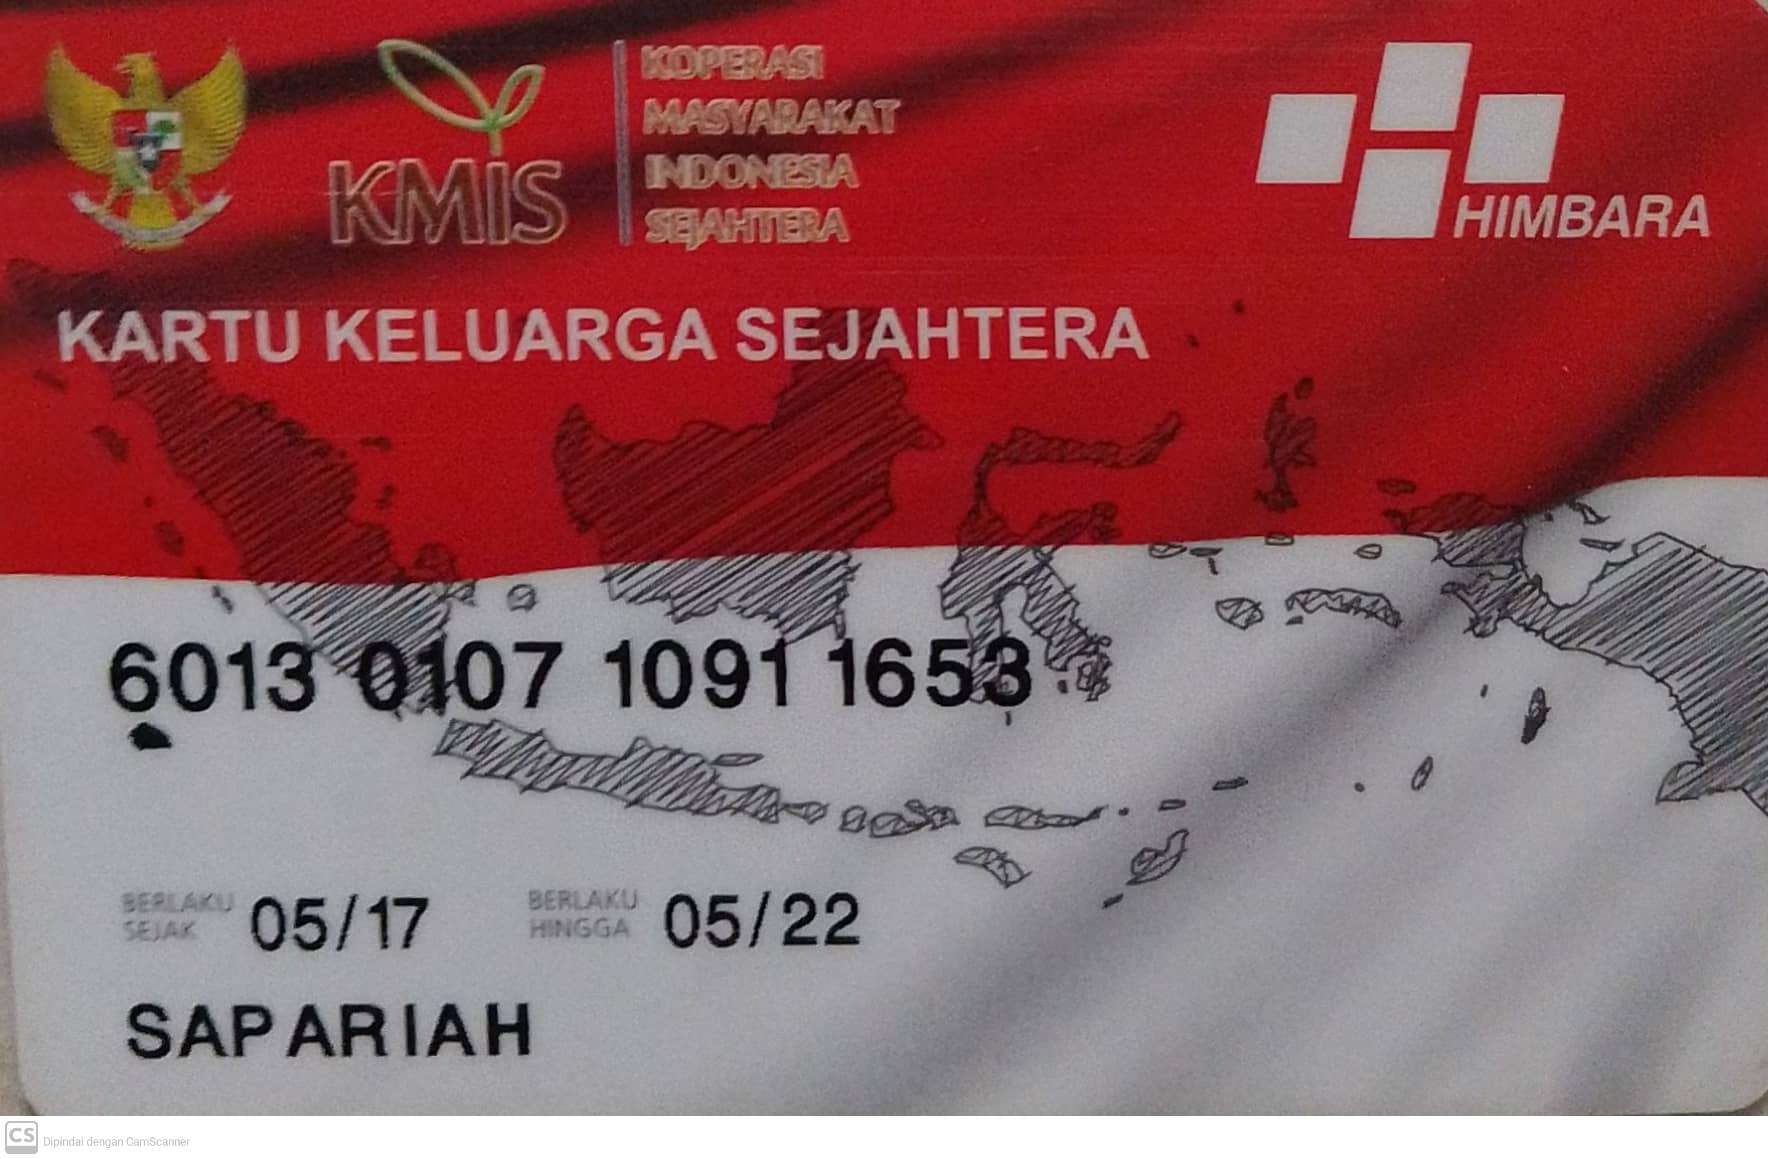 KMIS
KOPERASI
MASYARAKAT
INDONESIA
SEJAHTERA
HIMBARA
KARTU KELUARGA SEJAHTERA
6013 0107 1091 1653
BERLAKU SEJAK 05/17 BERLAKU HINGGA 05/22
SAPARIAH
CS Dipindai dengan CamScanner